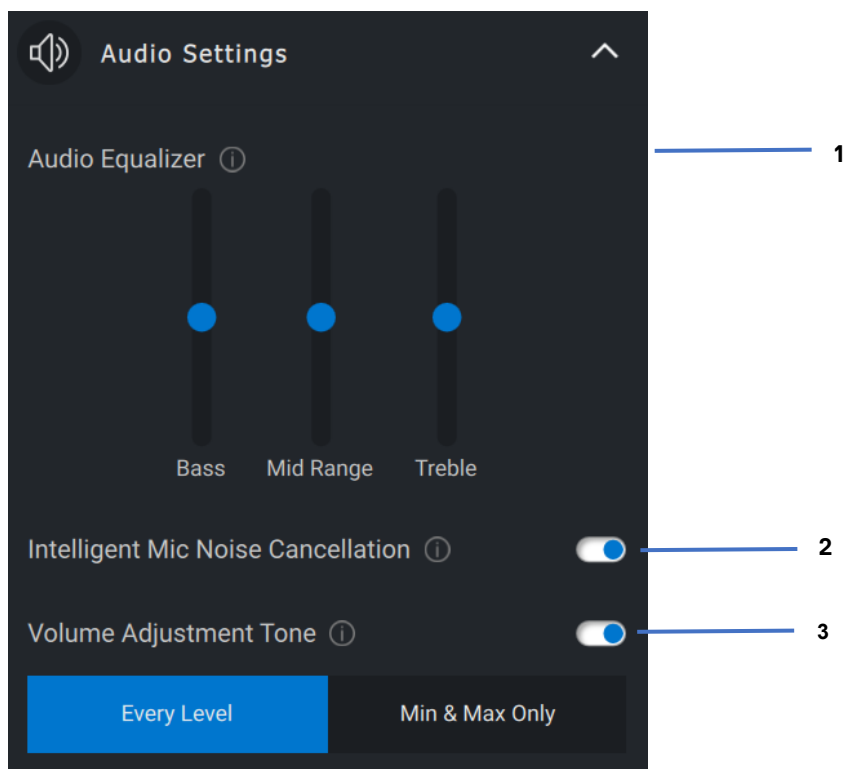 Audio Settings
Audio Equalizer
1
Bass Mid Range Treble
Intelligent Mic Noise Cancellation
2
Volume Adjustment Tone
3
Every Level Min & Max Only